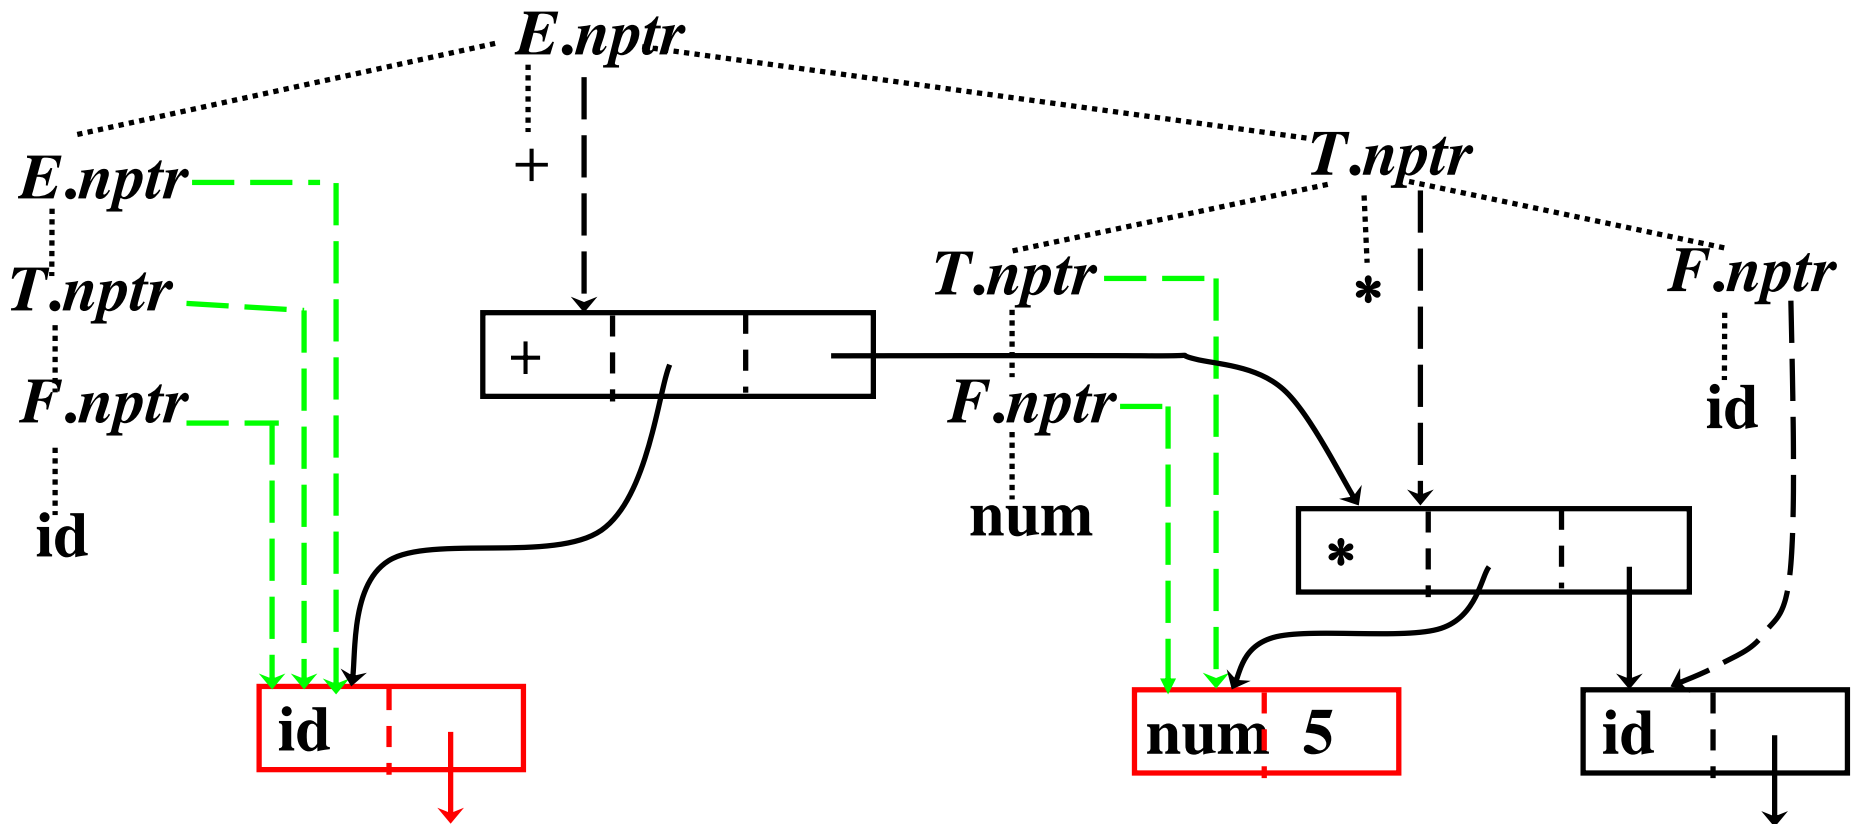 E.nptr
+
T.nptr
E.nptr
T.nptr
*
F.nptr
T.nptr
+
F.nptr
F.nptr
id
num
id
*
id
num 5
id